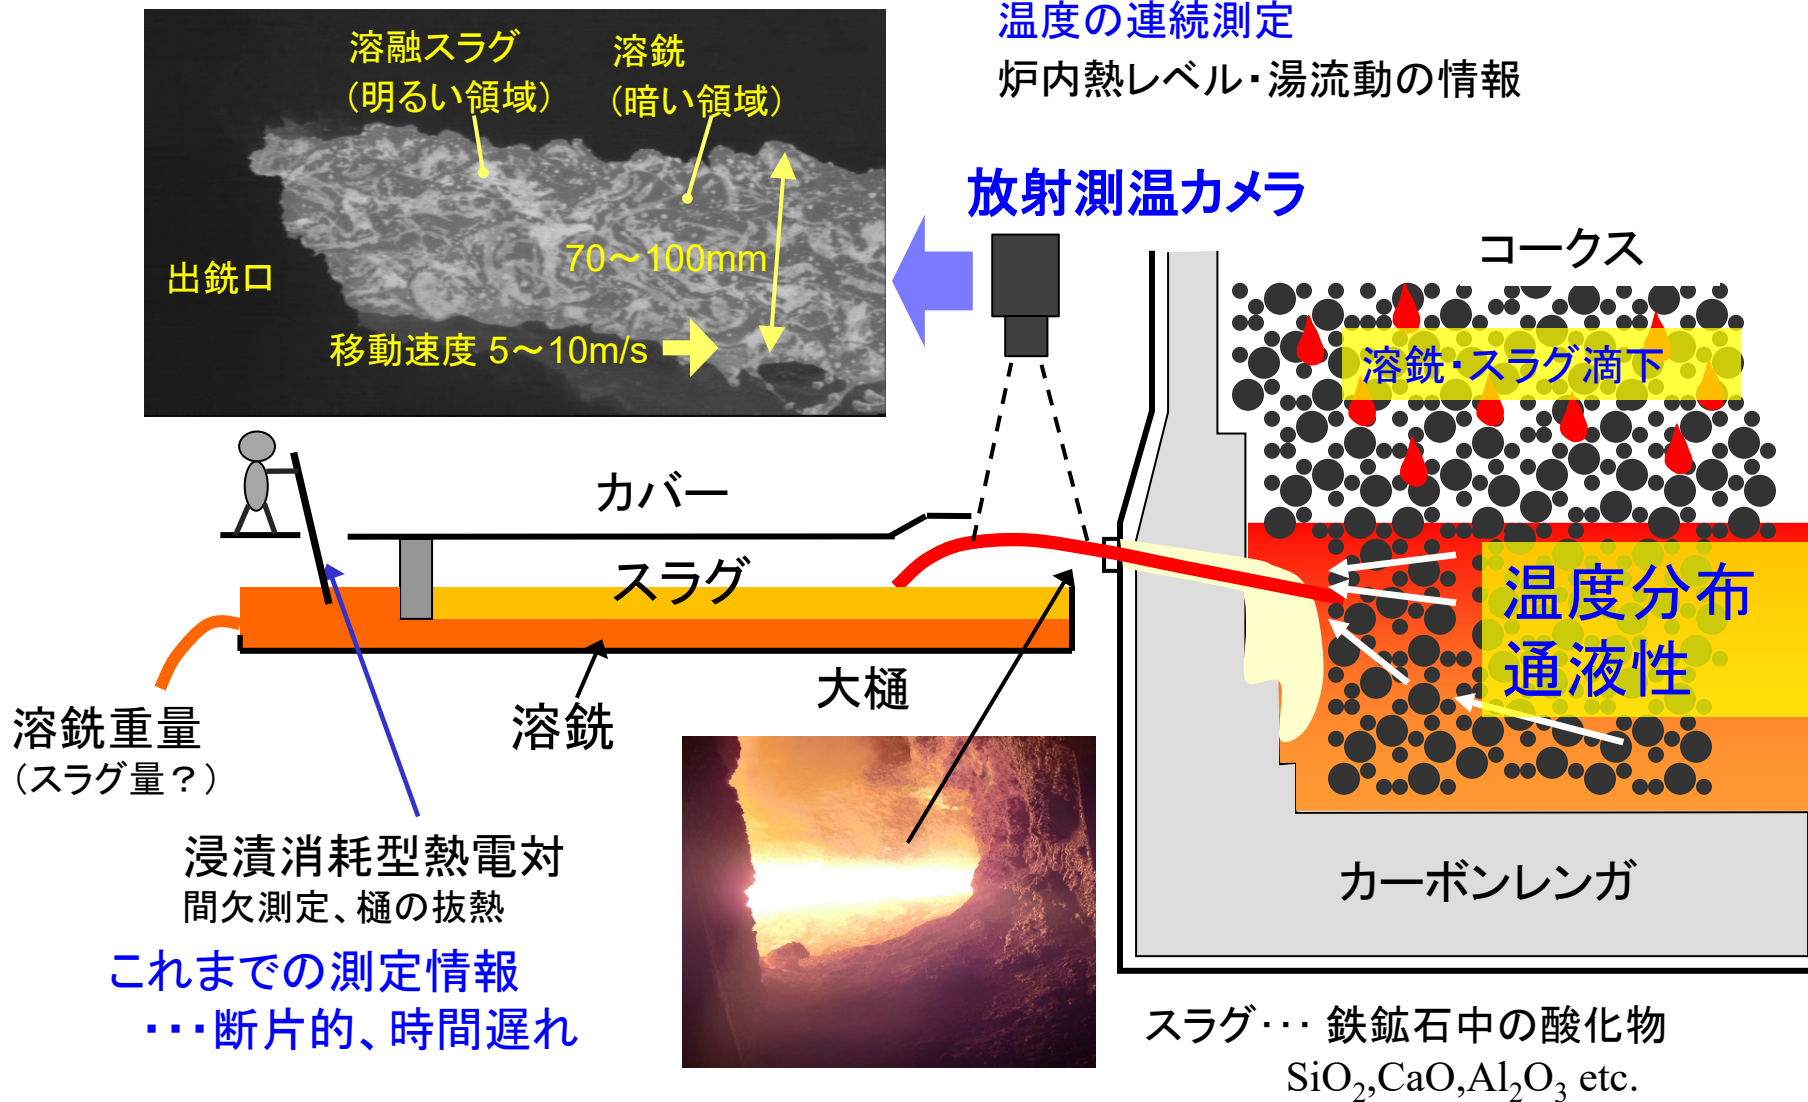 温度の連続測定
炉内熱レベル・湯流動の情報
溶融スラグ
（明るい領域）
溶銑
（暗い領域）
出銑口
70～100mm
移動速度 5～10m/s
放射測温カメラ
コークス
溶銑・スラグ滴下
カバー
スラグ
温度分布
通液性
大樋
溶銑
溶銑重量
（スラグ量？）
浸漬消耗型熱電対
間欠測定、樋の抜熱
これまでの測定情報
・・・断片的、時間遅れ
カーボンレンガ
スラグ・・・ 鉄鉱石中の酸化物
SiO₂,CaO,Al₂O₃ etc.